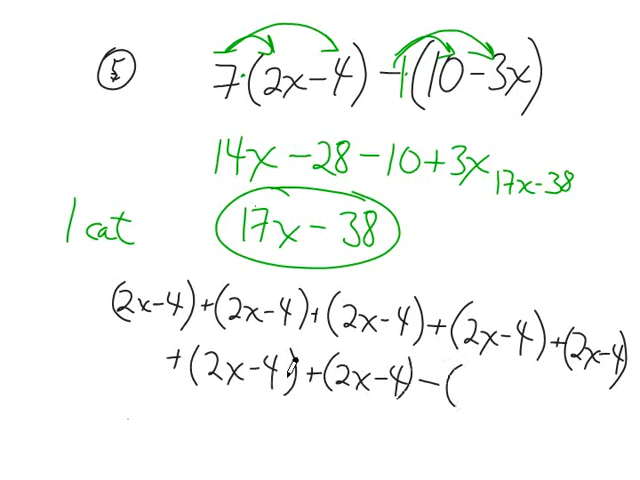 ⑤ 7·(2x-4) -1·(10-3x)
14x -28 -10 +3x 17x-38
1 cat 17x - 38
(2x-4)+(2x-4)+(2x-4)+(2x-4)+(2x-4)
+(2x-4)+(2x-4)-(